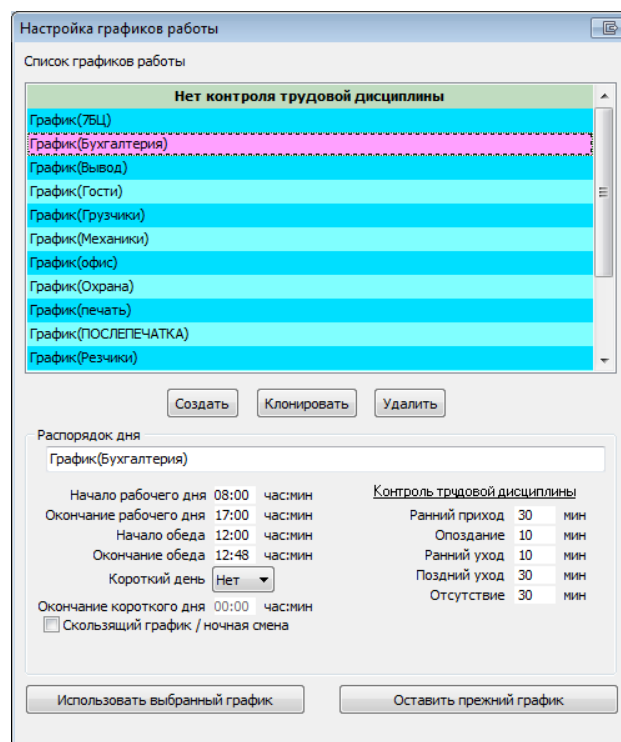 Настройка графиков работы
Список графиков работы
Нет контроля трудовой дисциплины
График(7БЦ)
График(Бухгалтерия)
График(Вывод)
График(Гости)
График(Грузчики)
График(Механики)
График(офис)
График(Охрана)
График(печать)
График(ПОСЛЕПЕЧАТКА)
График(Резчики)
Создать Клонировать Удалить
Распорядок дня
График(Бухгалтерия)
Начало рабочего дня 08:00 час:мин Контроль трудовой дисциплины
Окончание рабочего дня 17:00 час:мин Ранний приход 30 мин
Начало обеда 12:00 час:мин Опоздание 10 мин
Окончание обеда 12:48 час:мин Ранний уход 10 мин
Короткий день Нет Поздний уход 30 мин
Отсутствие 30 мин
Окончание короткого дня 00:00 час:мин
Скользящий график / ночная смена
Использовать выбранный график Оставить прежний график